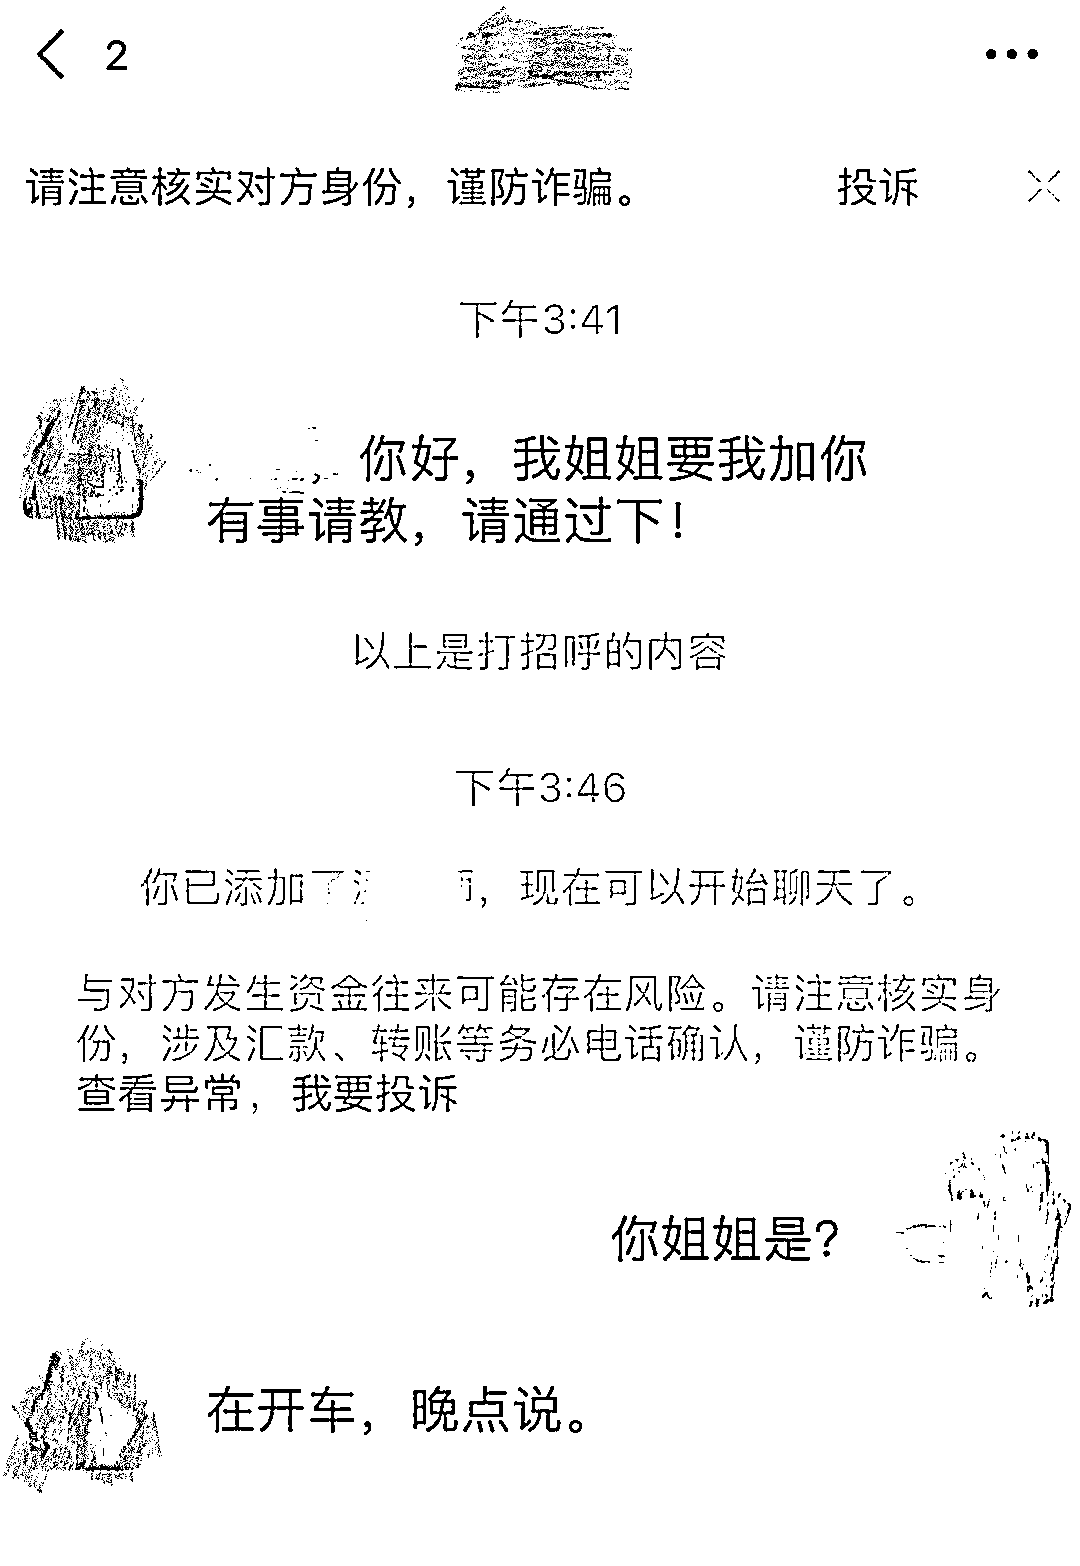 2
请注意核实对方身份，谨防诈骗。 投诉
下午3:41
，你好，我姐姐要我加你
有事请教，请通过下！
以上是打招呼的内容
下午3:46
你已添加了 ，现在可以开始聊天了。
与对方发生资金往来可能存在风险。请注意核实身
份，涉及汇款、转账等务必电话确认，谨防诈骗。
查看异常，我要投诉
你姐姐是？
在开车，晚点说。